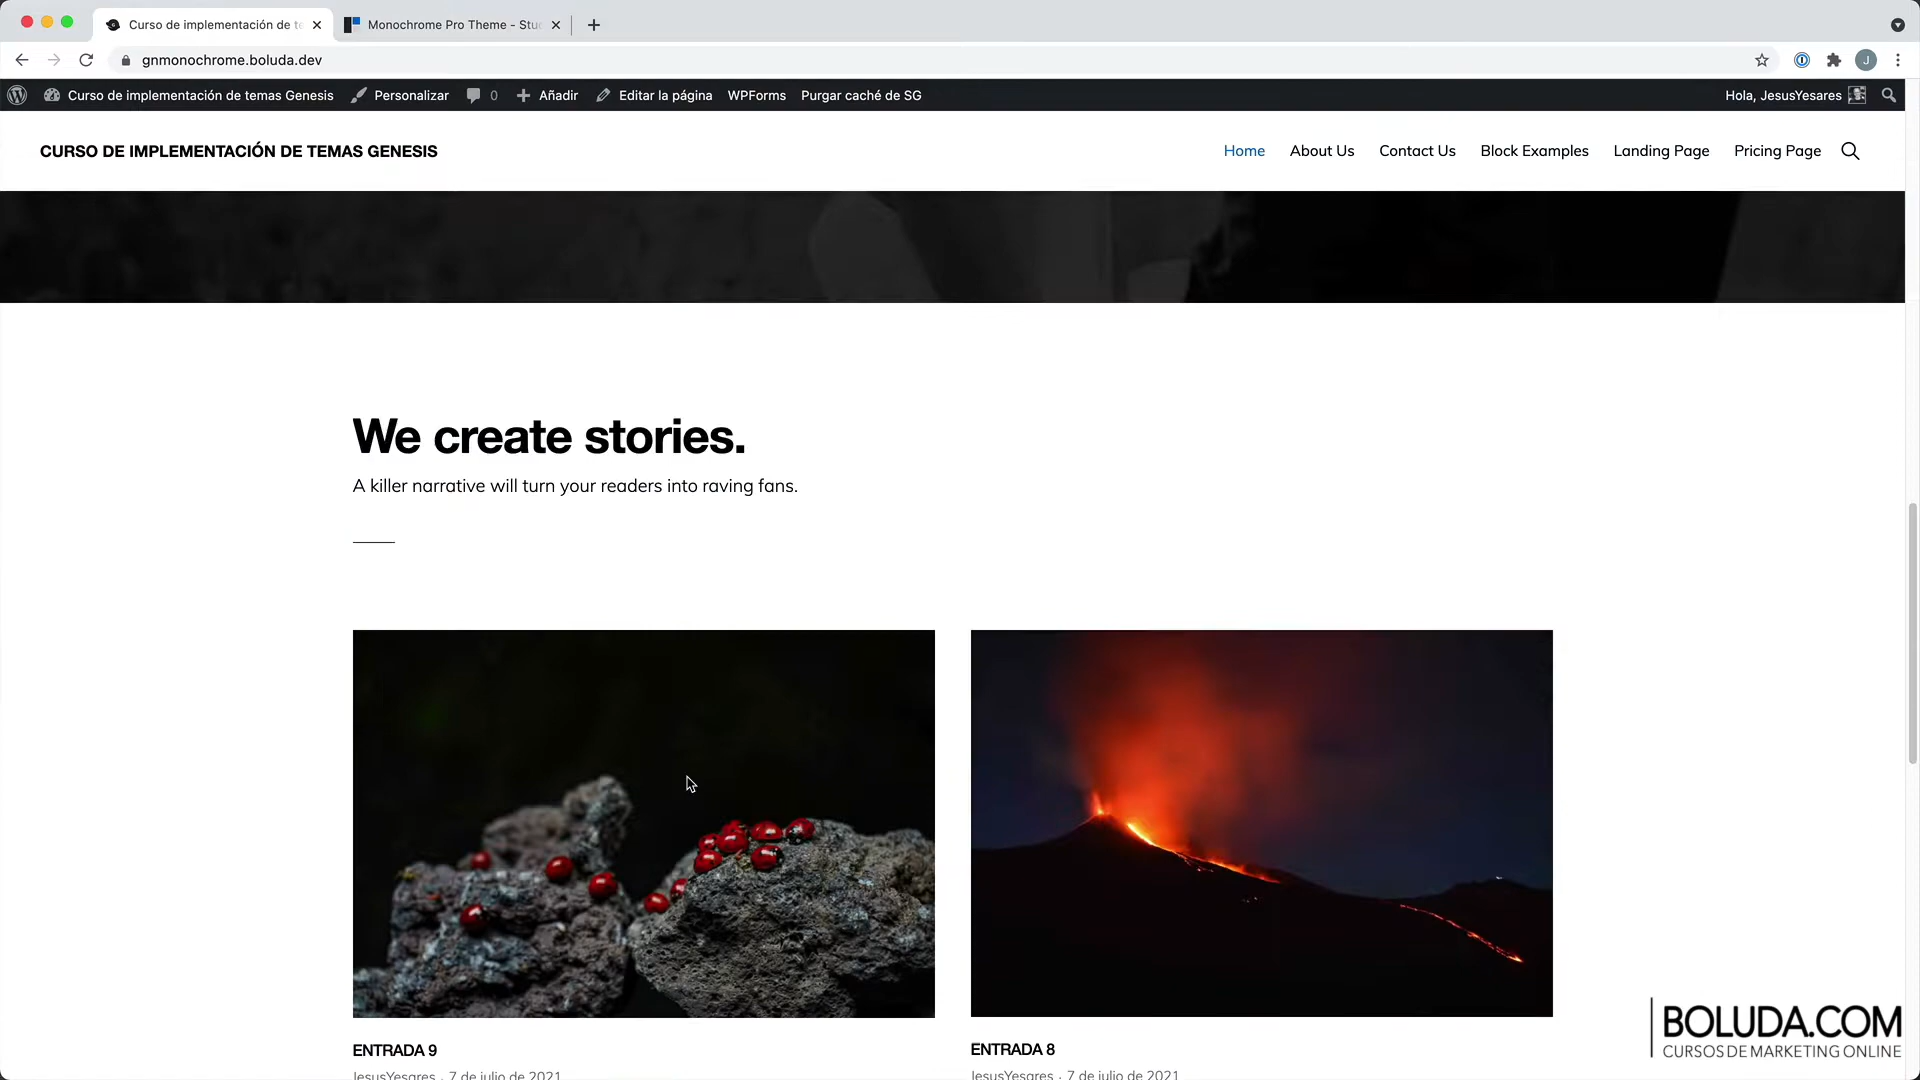 Curso de implementación de te
Monochrome Pro Theme - Stu
gnmonochrome.boluda.dev
J
Curso de implementación de temas Genesis
Personalizar
0
Añadir
Editar la página
WPForms
Purgar caché de SG
Hola, JesusYesares
CURSO DE IMPLEMENTACIÓN DE TEMAS GENESIS
Home
About Us
Contact Us
Block Examples
Landing Page
Pricing Page
We create stories.
A killer narrative will turn your readers into raving fans.
ENTRADA 9
JesusYesares · 7 de julio de 2021
ENTRADA 8
JesusYesares · 7 de julio de 2021
BOLUDA.COM
CURSOS DE MARKETING ONLINE